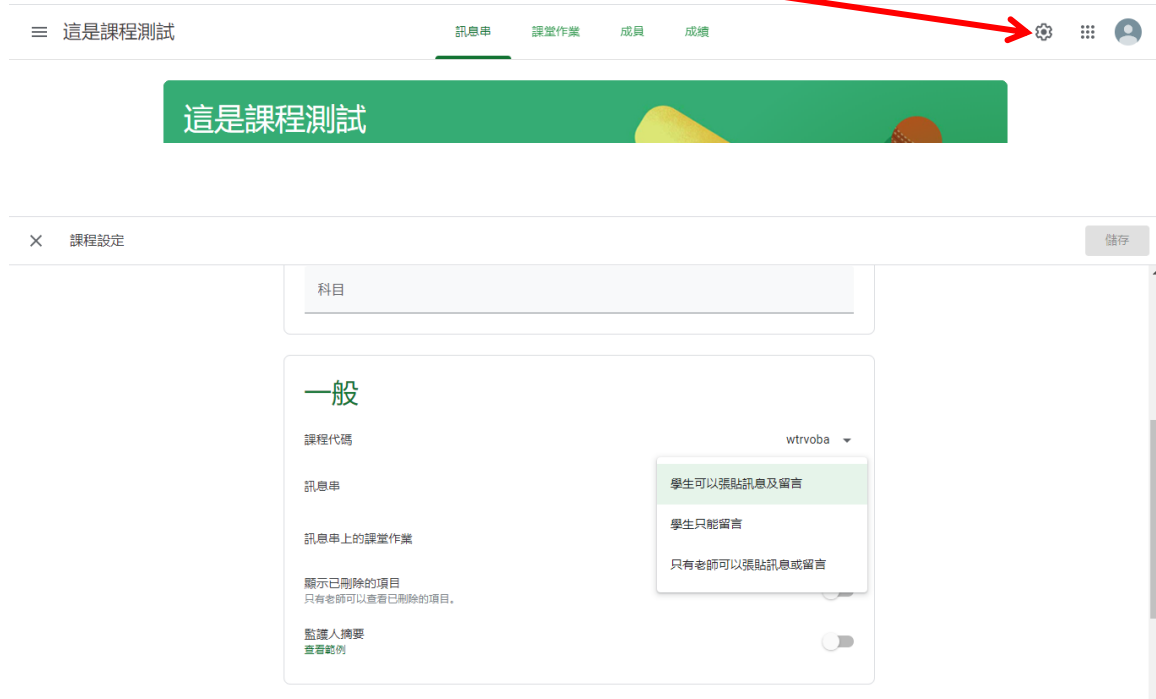 這是課程測試
訊息串 課堂作業 成員 成績
這是課程測試
課程設定
儲存
科目
一般
課程代碼 wtrvoba
訊息串
學生可以張貼訊息及留言
學生只能留言
只有老師可以張貼訊息或留言
訊息串上的課堂作業
顯示已刪除的項目
只有老師可以查看已刪除的項目。
監護人摘要
查看範例